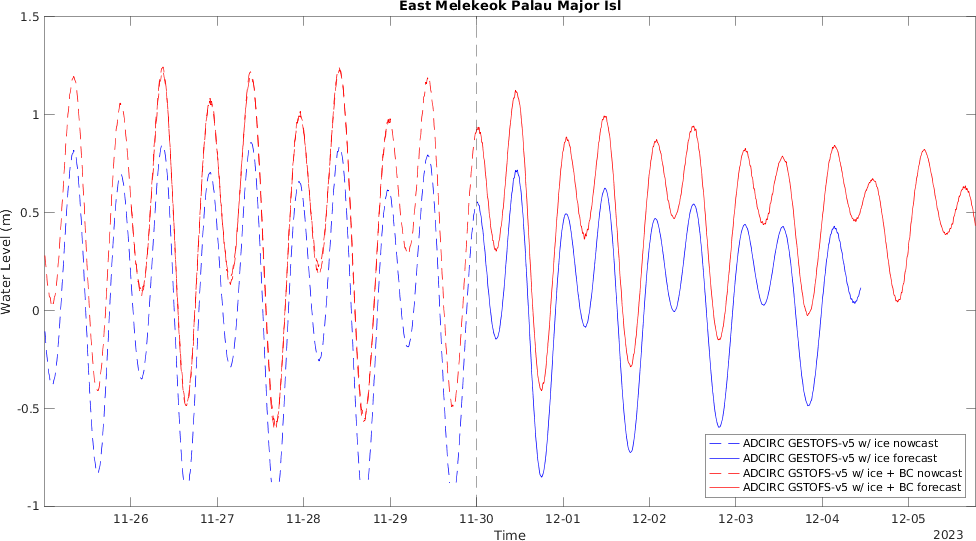 East Melekeok Palau Major Isl
1.5
1
0.5
0
-0.5
-1
Water Level (m)
11-26
11-27
11-28
11-29
11-30
12-01
12-02
12-03
12-04
12-05
Time
2023
ADCIRC GESTOFS-v5 w/ ice nowcast
ADCIRC GESTOFS-v5 w/ ice forecast
ADCIRC GSTOFS-v5 w/ ice + BC nowcast
ADCIRC GSTOFS-v5 w/ ice + BC forecast